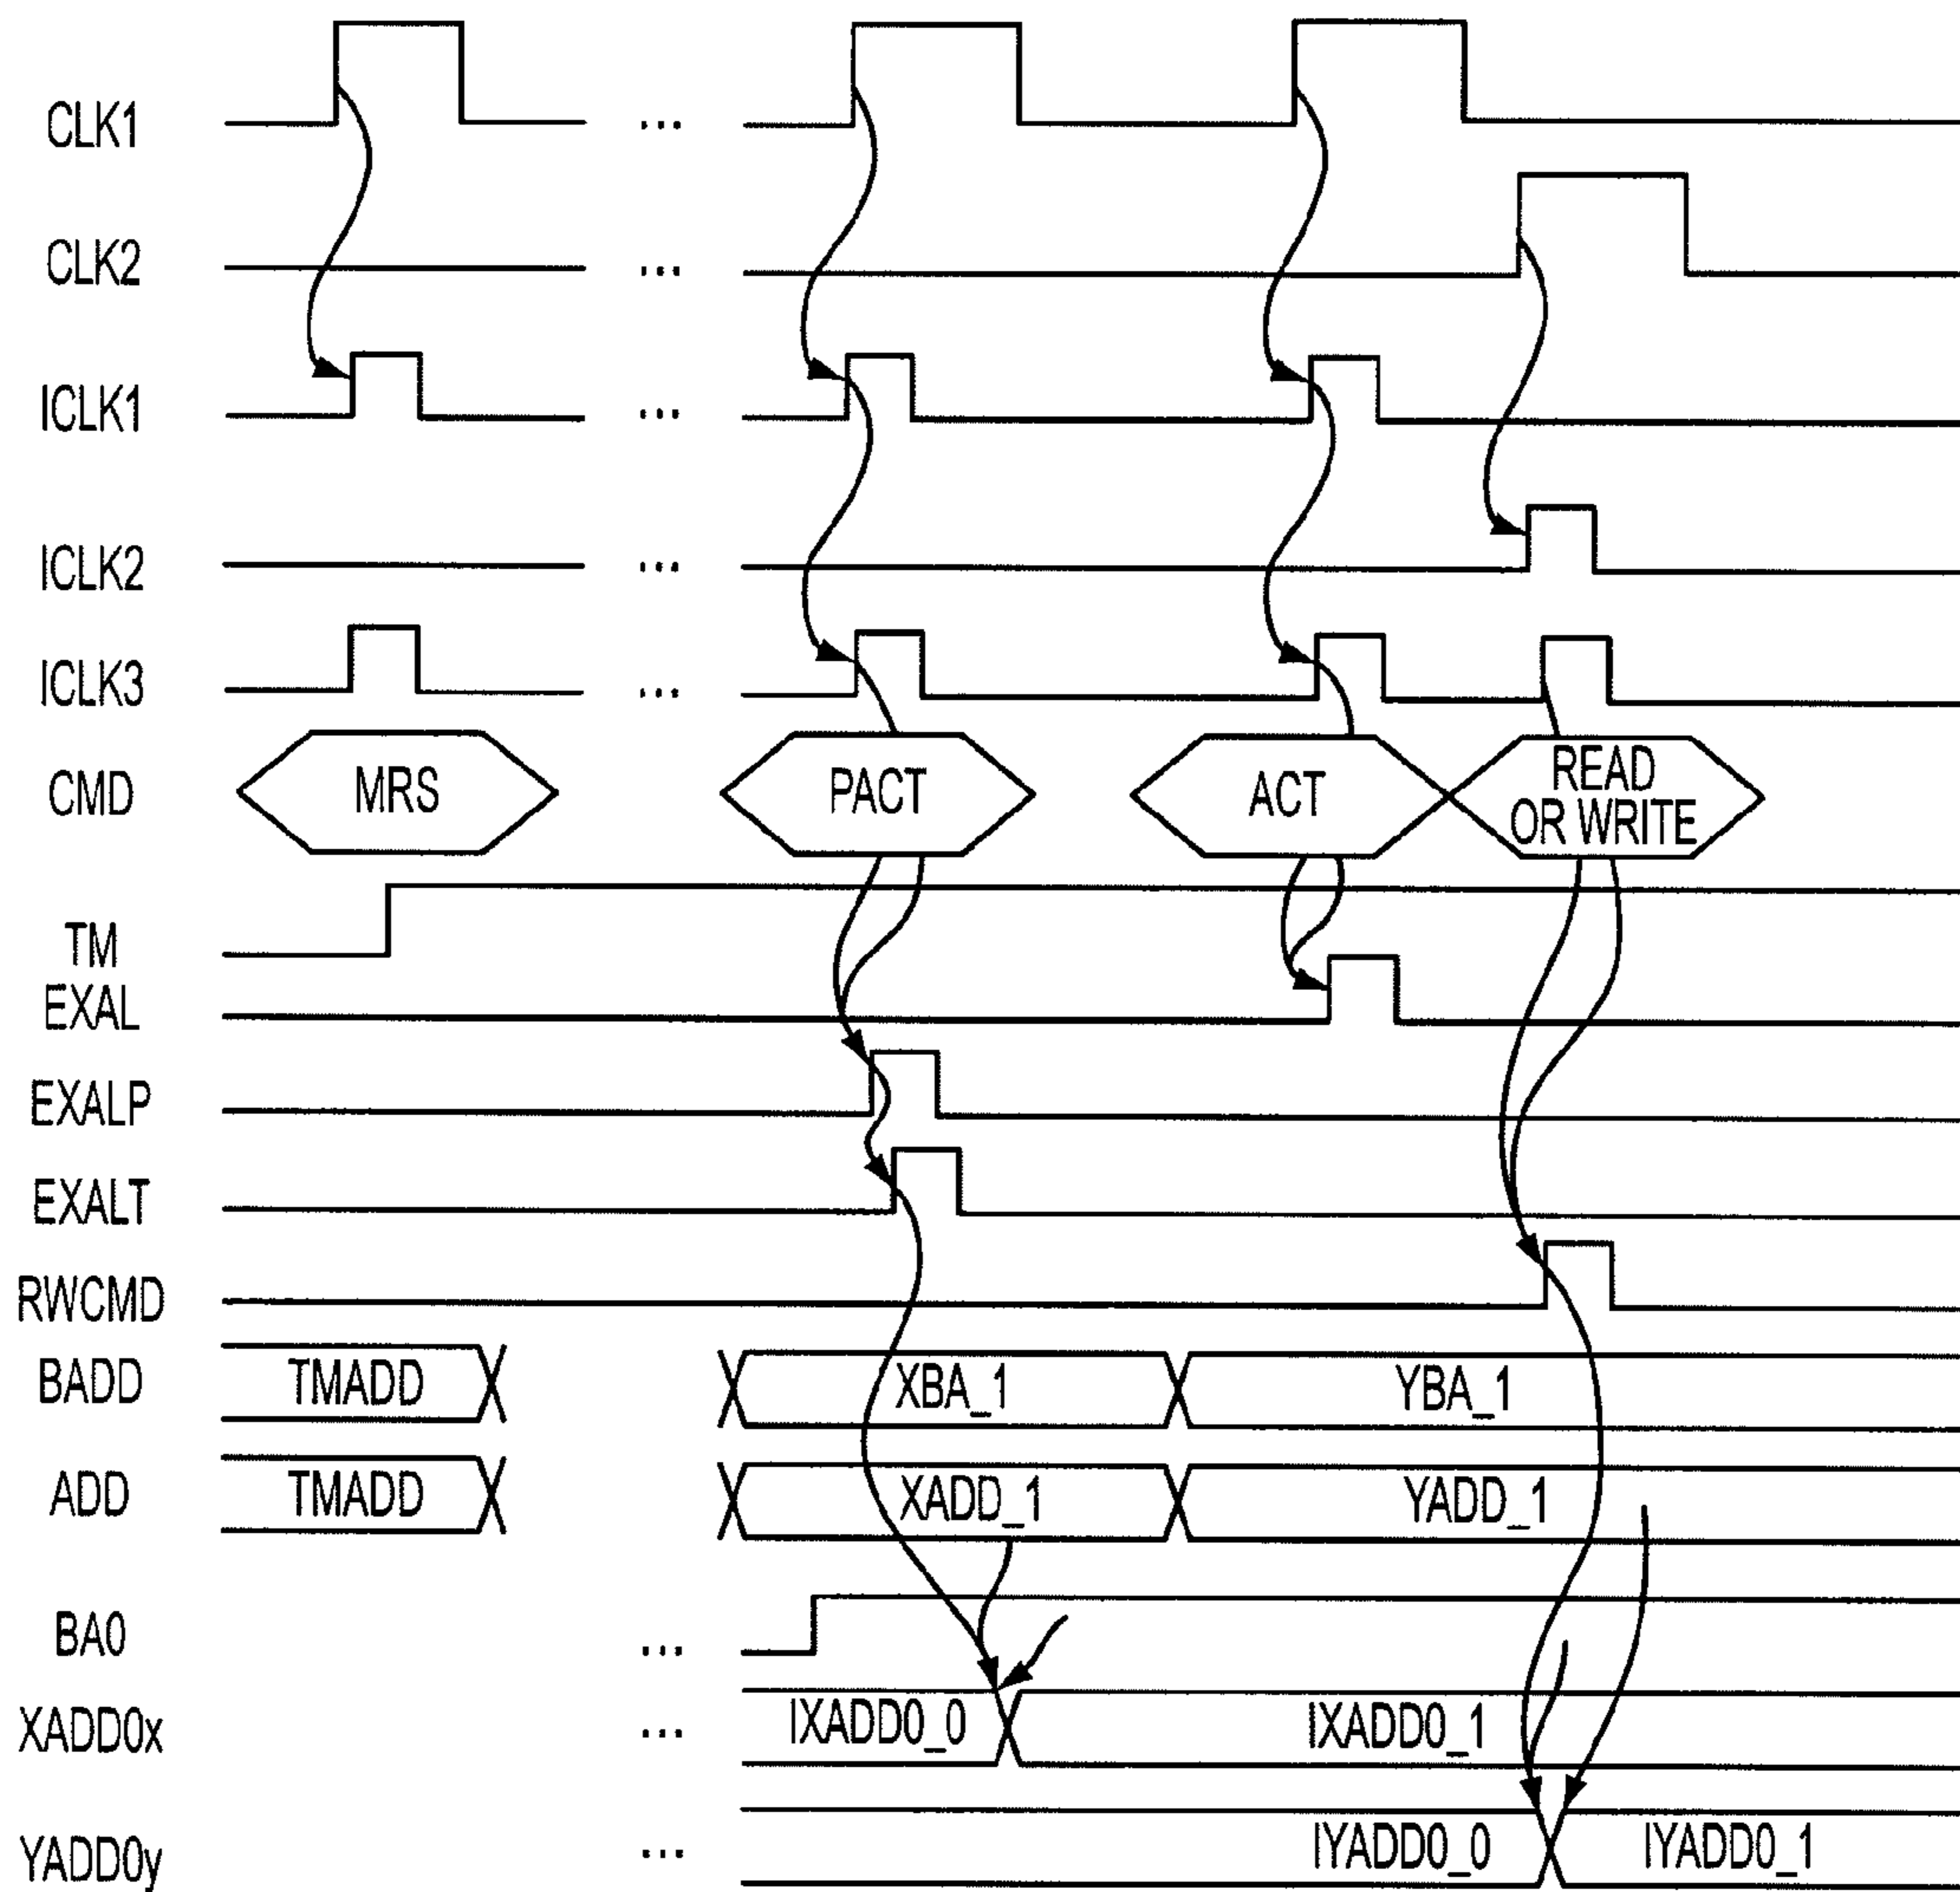 CLK1 ...
CLK2 ...
ICLK1 ...
ICLK2 ...
ICLK3 ...
CMD MRS PACT ACT READ
OR WRITE
TM
EXAL
EXALP
EXALT
RWCMD
BADD TMADD XBA_1 YBA_1
ADD TMADD XADD_1 YADD_1
BA0 ...
XADD0x ... IXADD0_0 IXADD0_1
YADD0y ... IYADD0_0 IYADD0_1